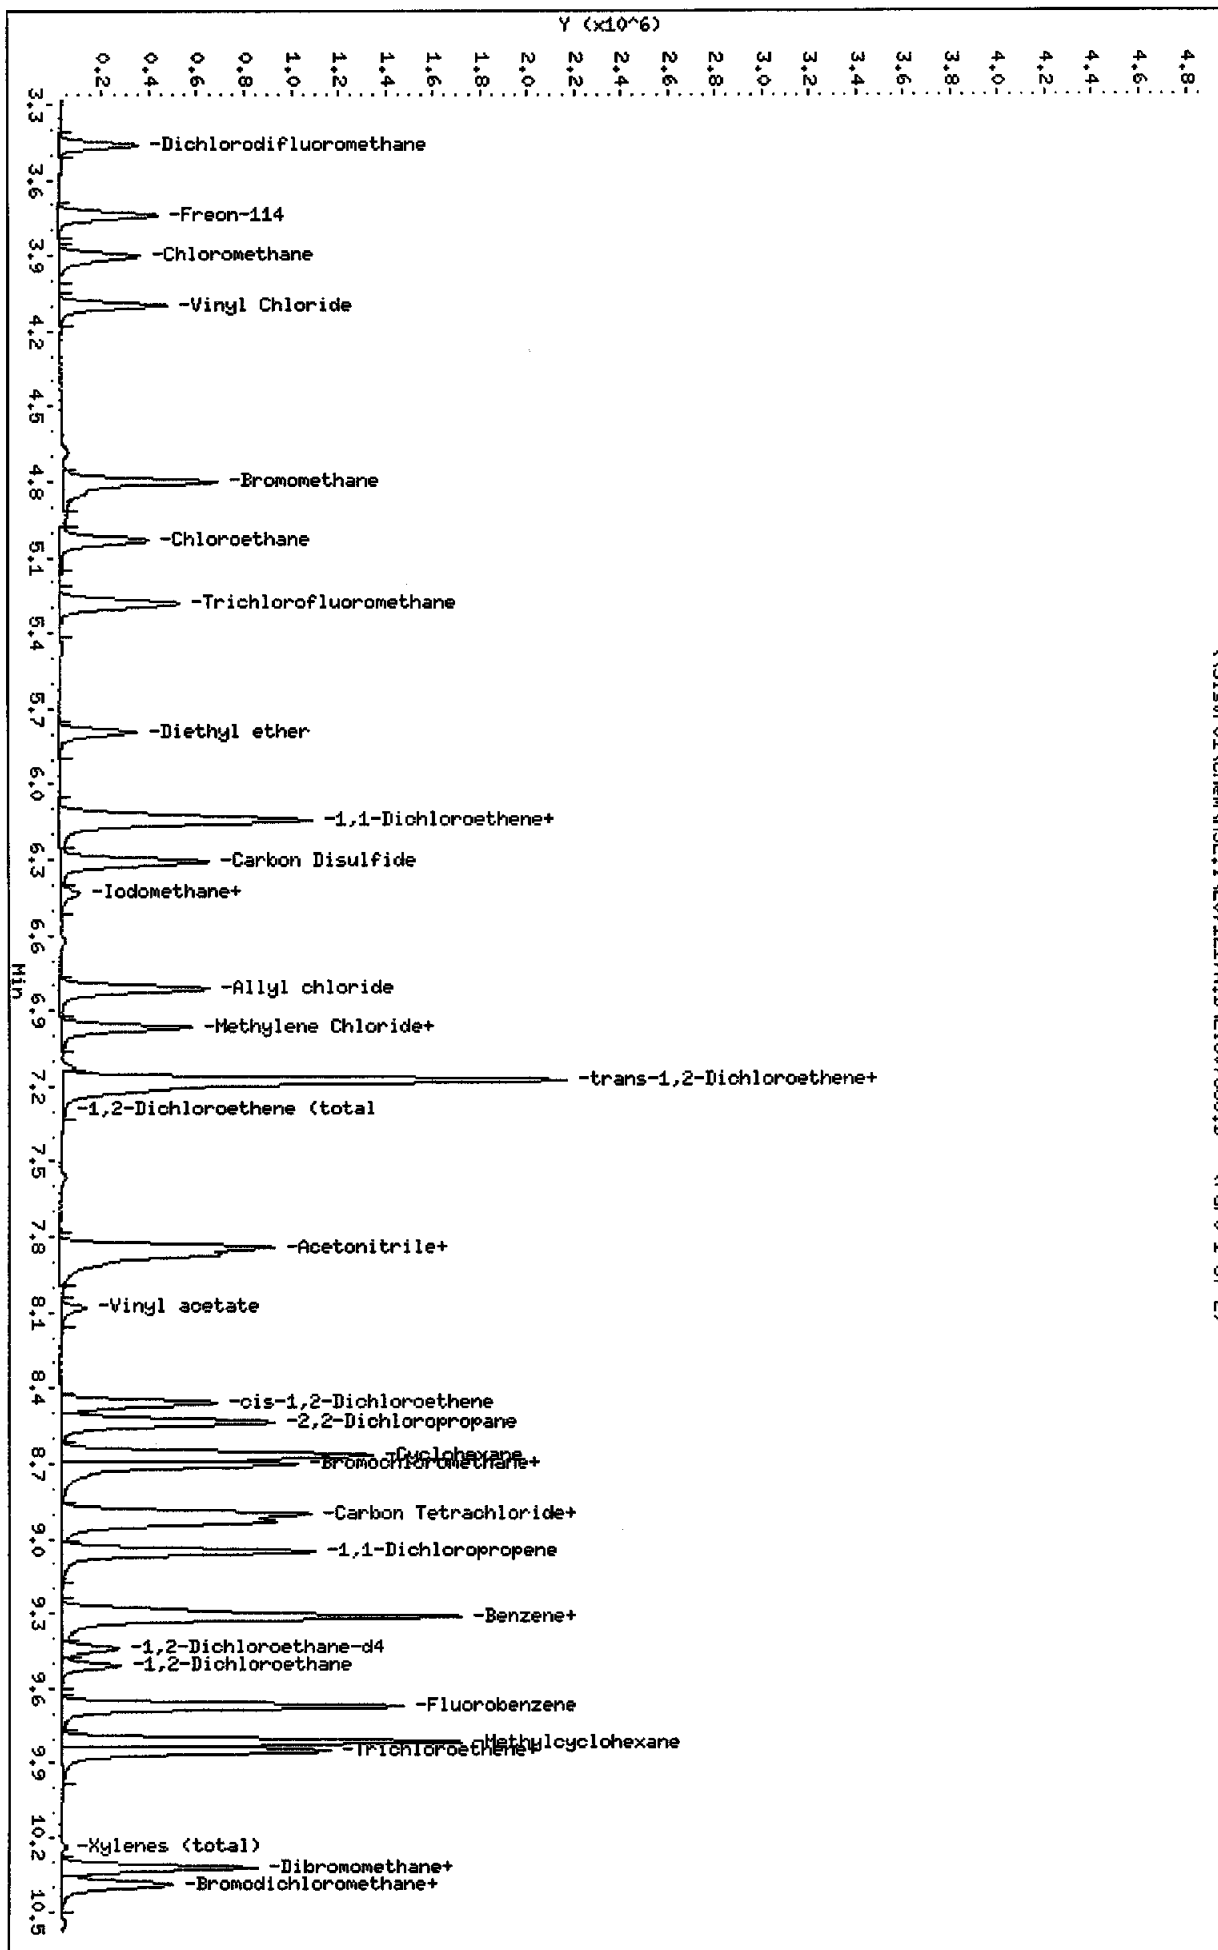 Y (x10^6)
0.2
0.4
0.6
0.8
1.0
1.2
1.4
1.6
1.8
2.0
2.2
2.4
2.6
2.8
3.0
3.2
3.4
3.6
3.8
4.0
4.2
4.4
4.6
4.8
3.3
3.6
3.9
4.2
4.5
4.8
5.1
5.4
5.7
6.0
6.3
6.6
6.9
7.2
7.5
7.8
8.1
8.4
8.7
9.0
9.3
9.6
9.9
10.2
10.5
Min
-Dichlorodifluoromethane
-Freon-114
-Chloromethane
-Vinyl Chloride
-Bromomethane
-Chloroethane
-Trichlorofluoromethane
-Diethyl ether
-1,1-Dichloroethene+
-Carbon Disulfide
-Iodomethane+
-Allyl chloride
-Methylene Chloride+
-trans-1,2-Dichloroethene+
-1,2-Dichloroethene (total
-Acetonitrile+
-Vinyl acetate
-cis-1,2-Dichloroethene
-2,2-Dichloropropane
-Cyclohexane
-Bromochloromethane+
-Carbon Tetrachloride+
-1,1-Dichloropropene
-Benzene+
-1,2-Dichloroethane-d4
-1,2-Dichloroethane
-Fluorobenzene
-Methylcyclohexane
-Trichloroethene+
-Xylenes (total)
-Dibromomethane+
-Bromodichloromethane+